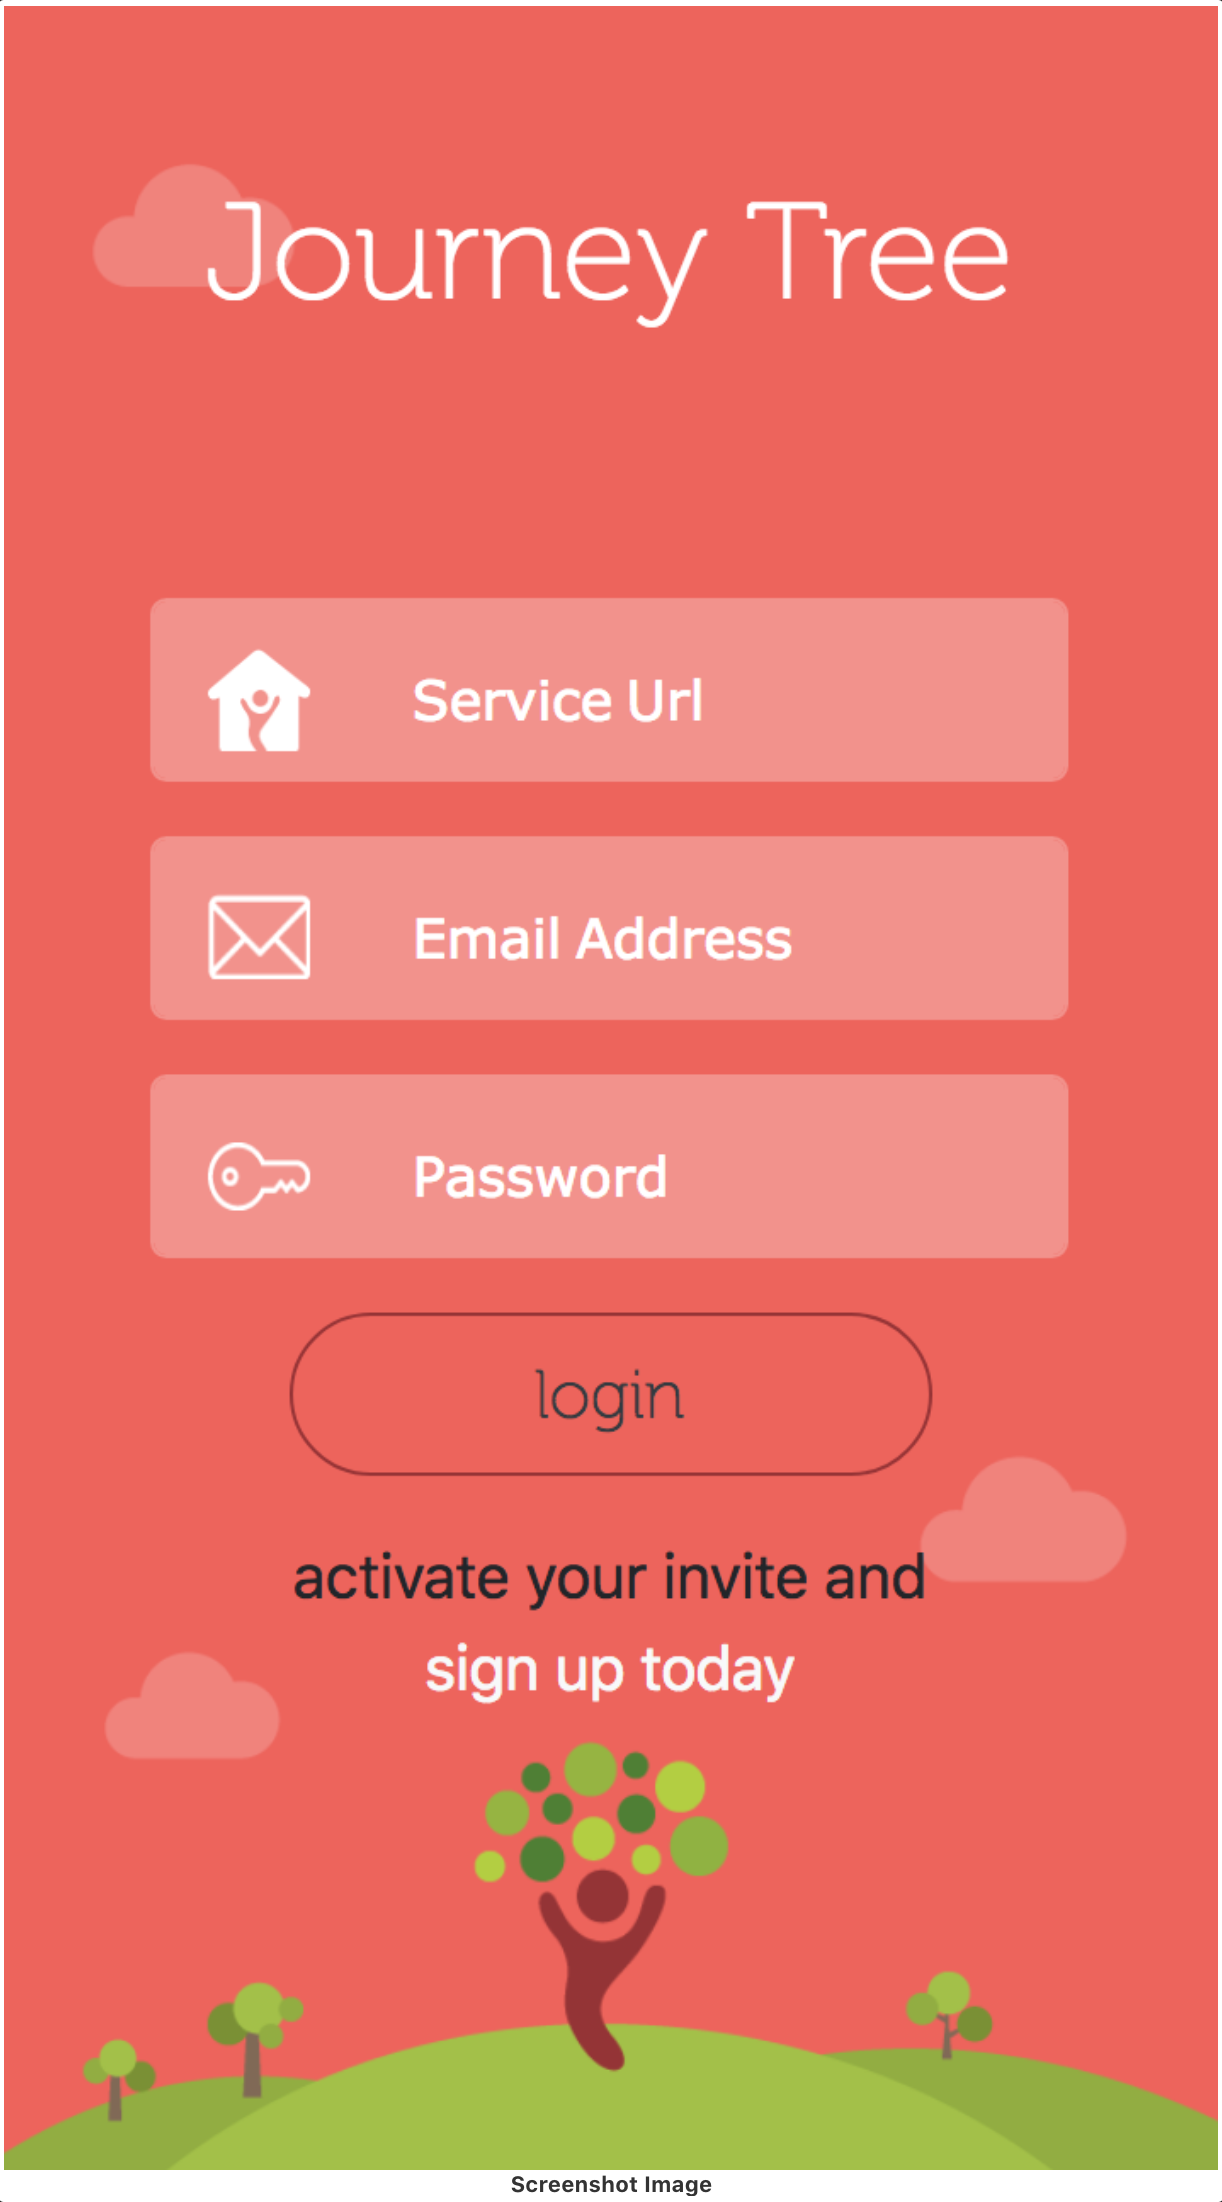 Journey Tree
Service Url
Email Address
Password
login
activate your invite and
sign up today
Screenshot Image